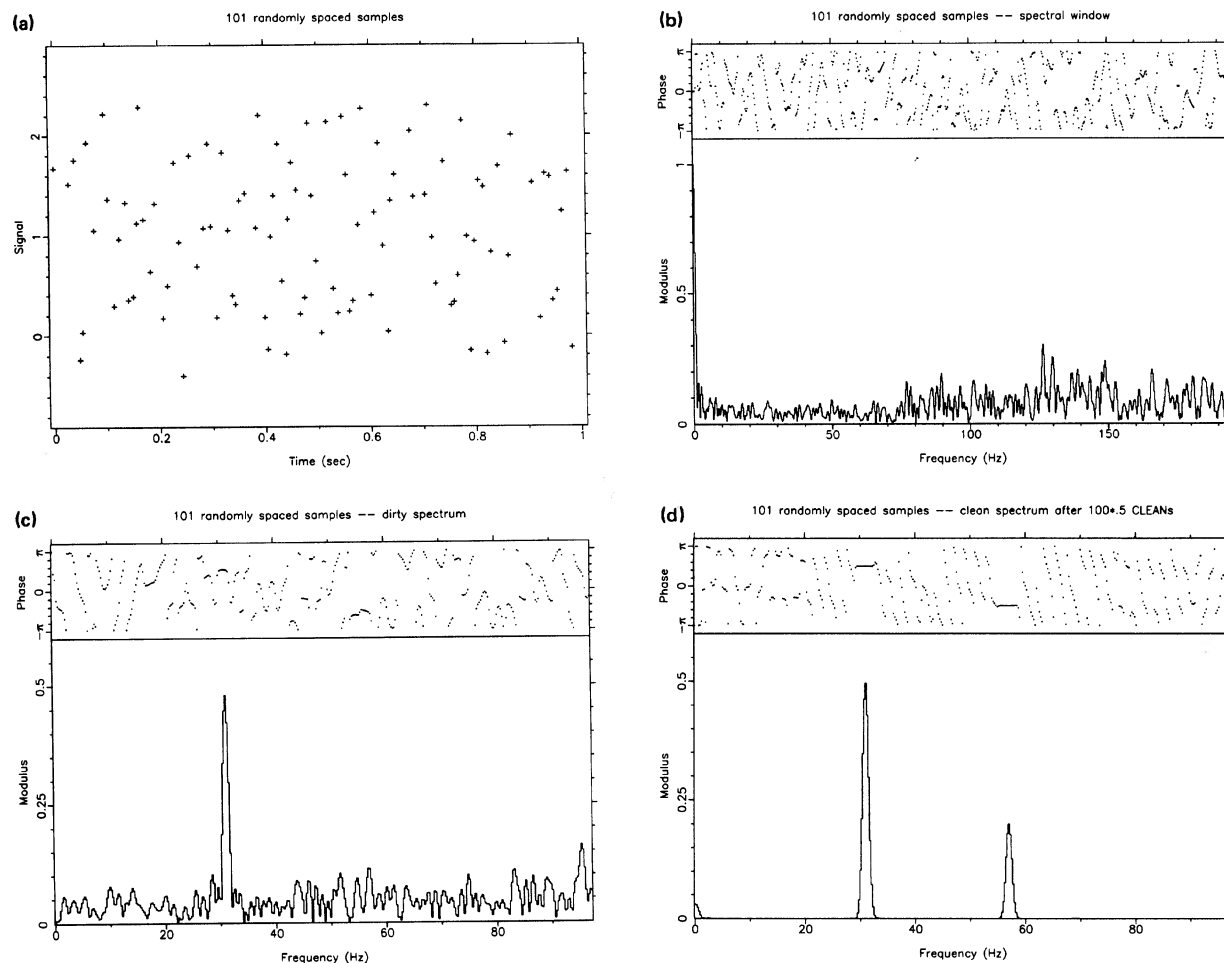 (a)
101 randomly spaced samples
Signal
2
1
0
0
0.2
0.4
0.6
0.8
1
Time (sec)
(b)
101 randomly spaced samples -- spectral window
Phase
π
0
-π
Modulus
1
0.5
0
0
50
100
150
Frequency (Hz)
(c)
101 randomly spaced samples -- dirty spectrum
Phase
π
0
-π
Modulus
0.5
0.25
0
0
20
40
60
80
Frequency (Hz)
(d)
101 randomly spaced samples -- clean spectrum after 100*.5 CLEANs
Phase
π
0
-π
Modulus
0.5
0.25
0
0
20
40
60
80
Frequency (Hz)